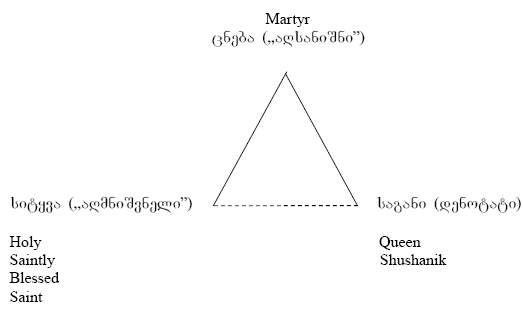 Martyr
ცნება („აღსანიშნი”)
სიტყვა („აღმნიშვნელი”)
საგანი (დენოტატი)
Holy
Saintly
Blessed
Saint
Queen
Shushanik